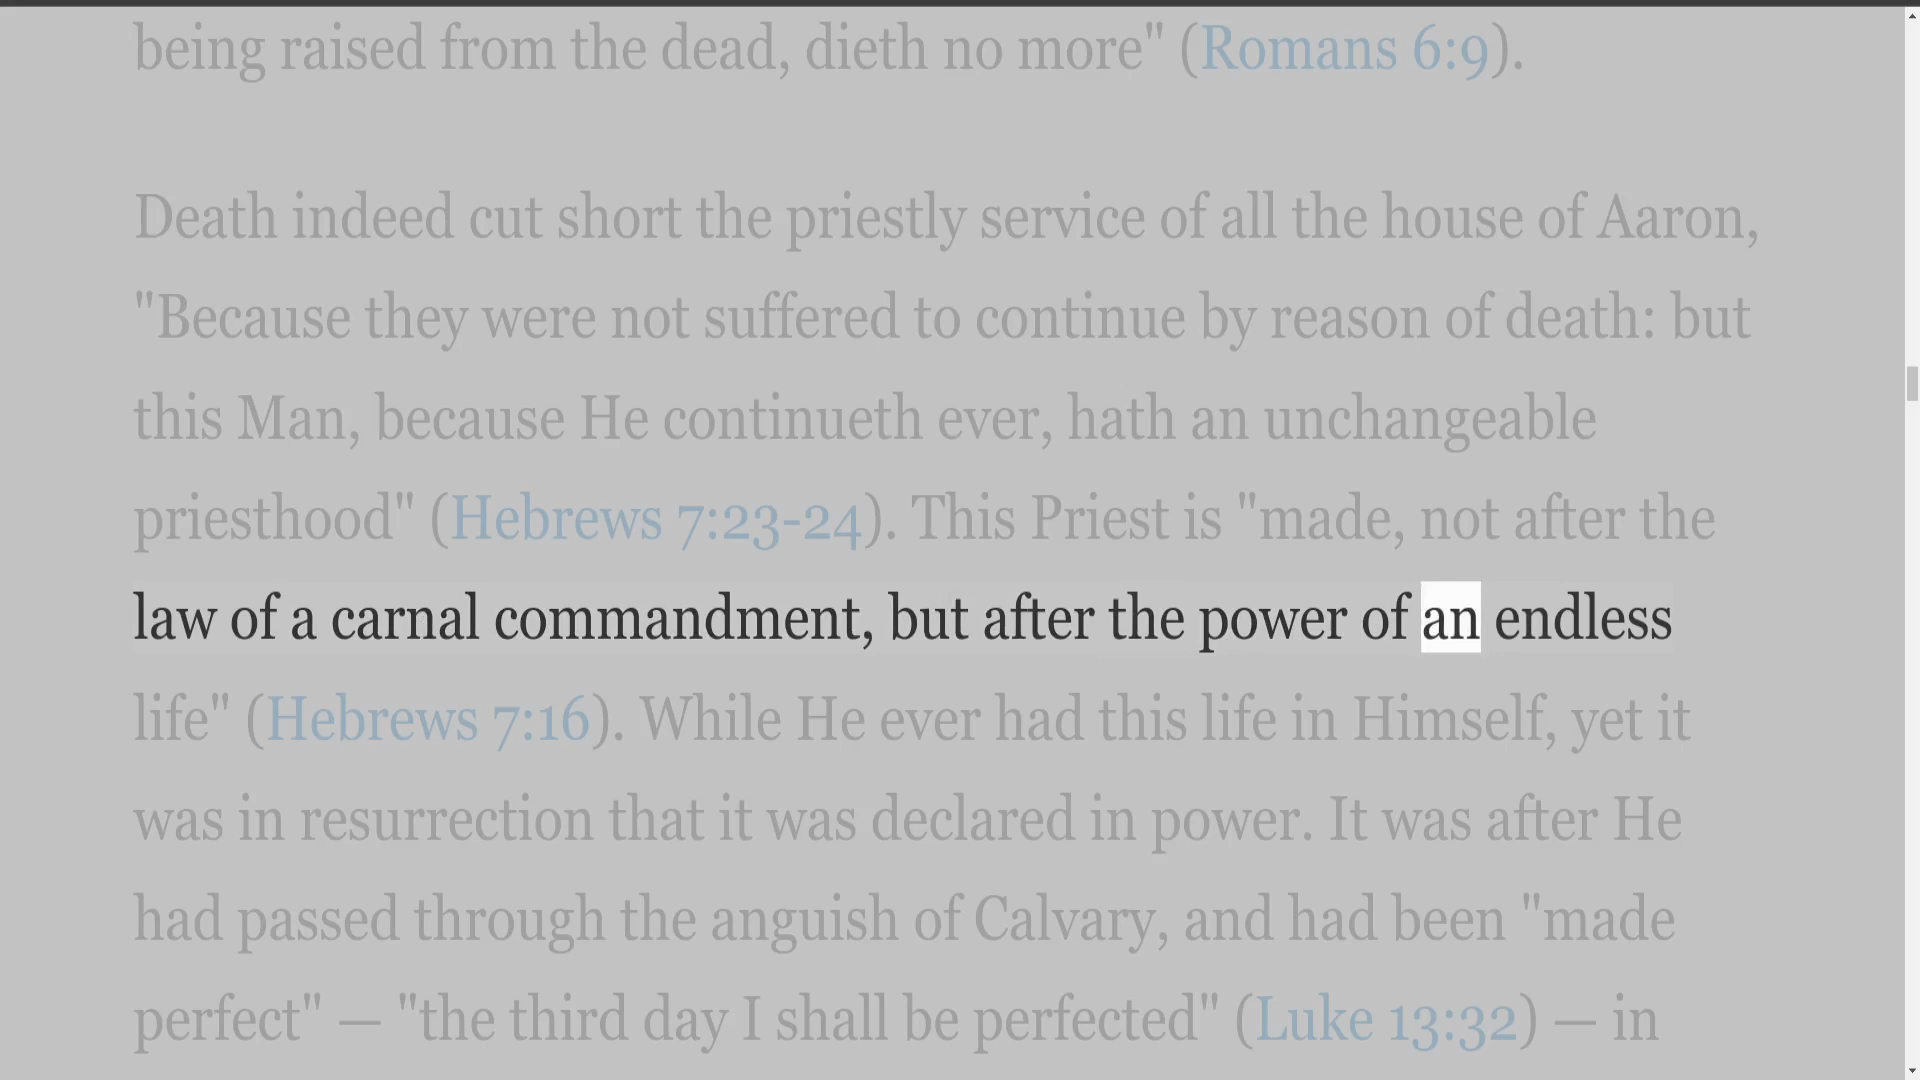 being raised from the dead, dieth no more" (Romans 6:9).
Death indeed cut short the priestly service of all the house of Aaron,
"Because they were not suffered to continue by reason of death: but
this Man, because He continueth ever, hath an unchangeable
priesthood" (Hebrews 7:23-24). This Priest is "made, not after the
law of a carnal commandment, but after the power of an endless
life" (Hebrews 7:16). While He ever had this life in Himself, yet it
was in resurrection that it was declared in power. It was after He
had passed through the anguish of Calvary, and had been "made
perfect" — "the third day I shall be perfected" (Luke 13:32) — in